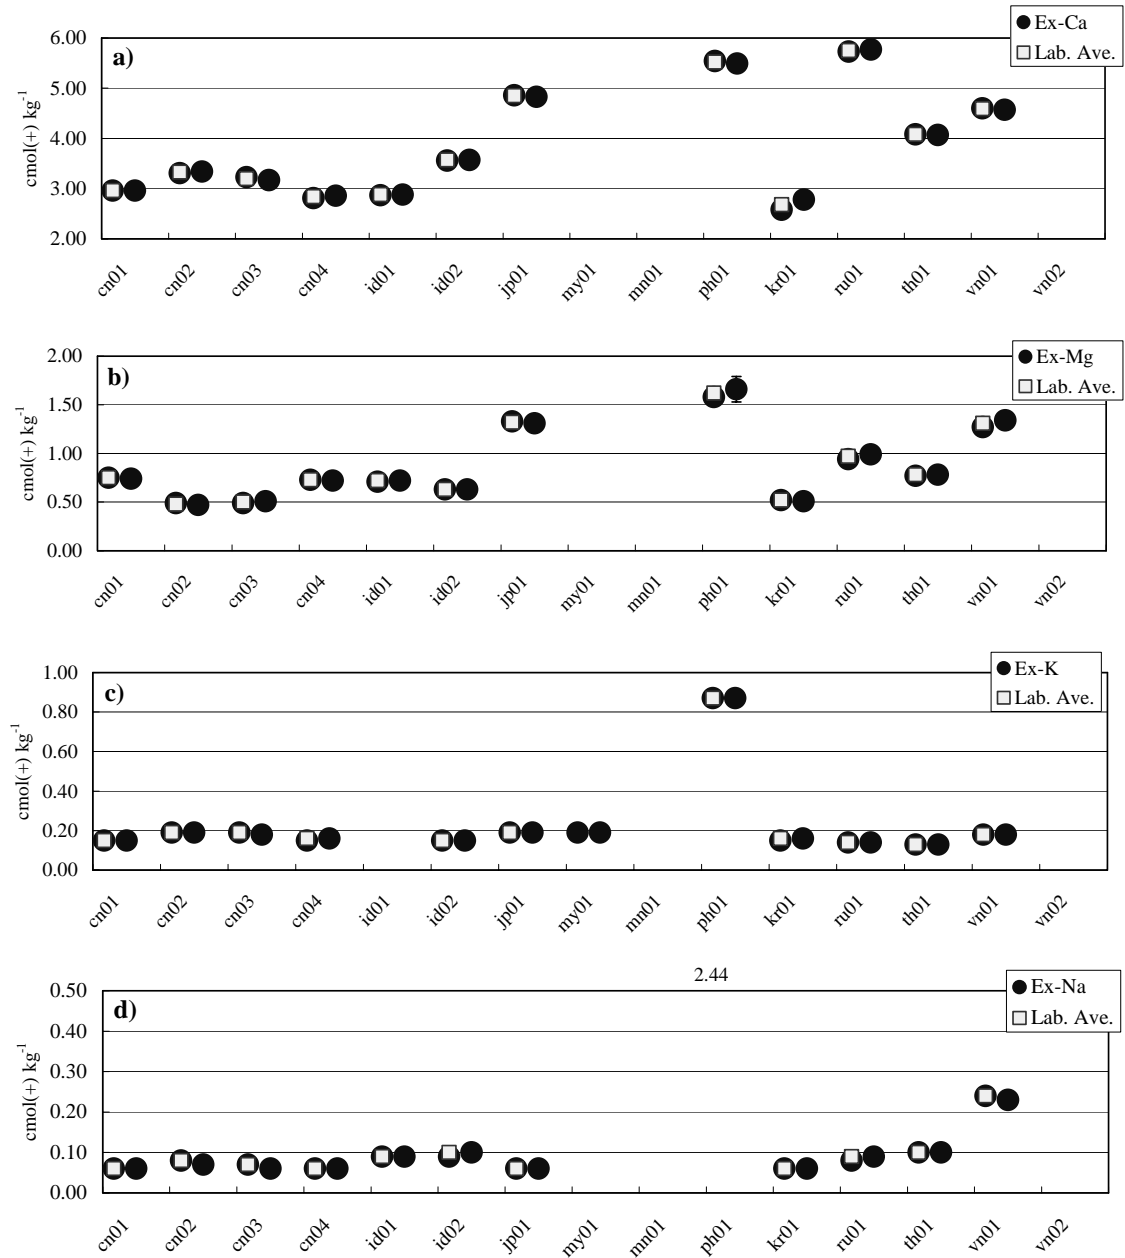 Ex-Ca
Lab. Ave.
a)
cmol(+) kg-1
6.00
5.00
4.00
3.00
2.00
cn01 cn02 cn03 cn04 id01 id02 jp01 my01 mn01 ph01 kr01 ru01 th01 vn01 vn02
Ex-Mg
Lab. Ave.
b)
cmol(+) kg-1
2.00
1.50
1.00
0.50
0.00
cn01 cn02 cn03 cn04 id01 id02 jp01 my01 mn01 ph01 kr01 ru01 th01 vn01 vn02
Ex-K
Lab. Ave.
c)
cmol(+) kg-1
1.00
0.80
0.60
0.40
0.20
0.00
cn01 cn02 cn03 cn04 id01 id02 jp01 my01 mn01 ph01 kr01 ru01 th01 vn01 vn02
2.44
Ex-Na
Lab. Ave.
d)
cmol(+) kg-1
0.50
0.40
0.30
0.20
0.10
0.00
cn01 cn02 cn03 cn04 id01 id02 jp01 my01 mn01 ph01 kr01 ru01 th01 vn01 vn02